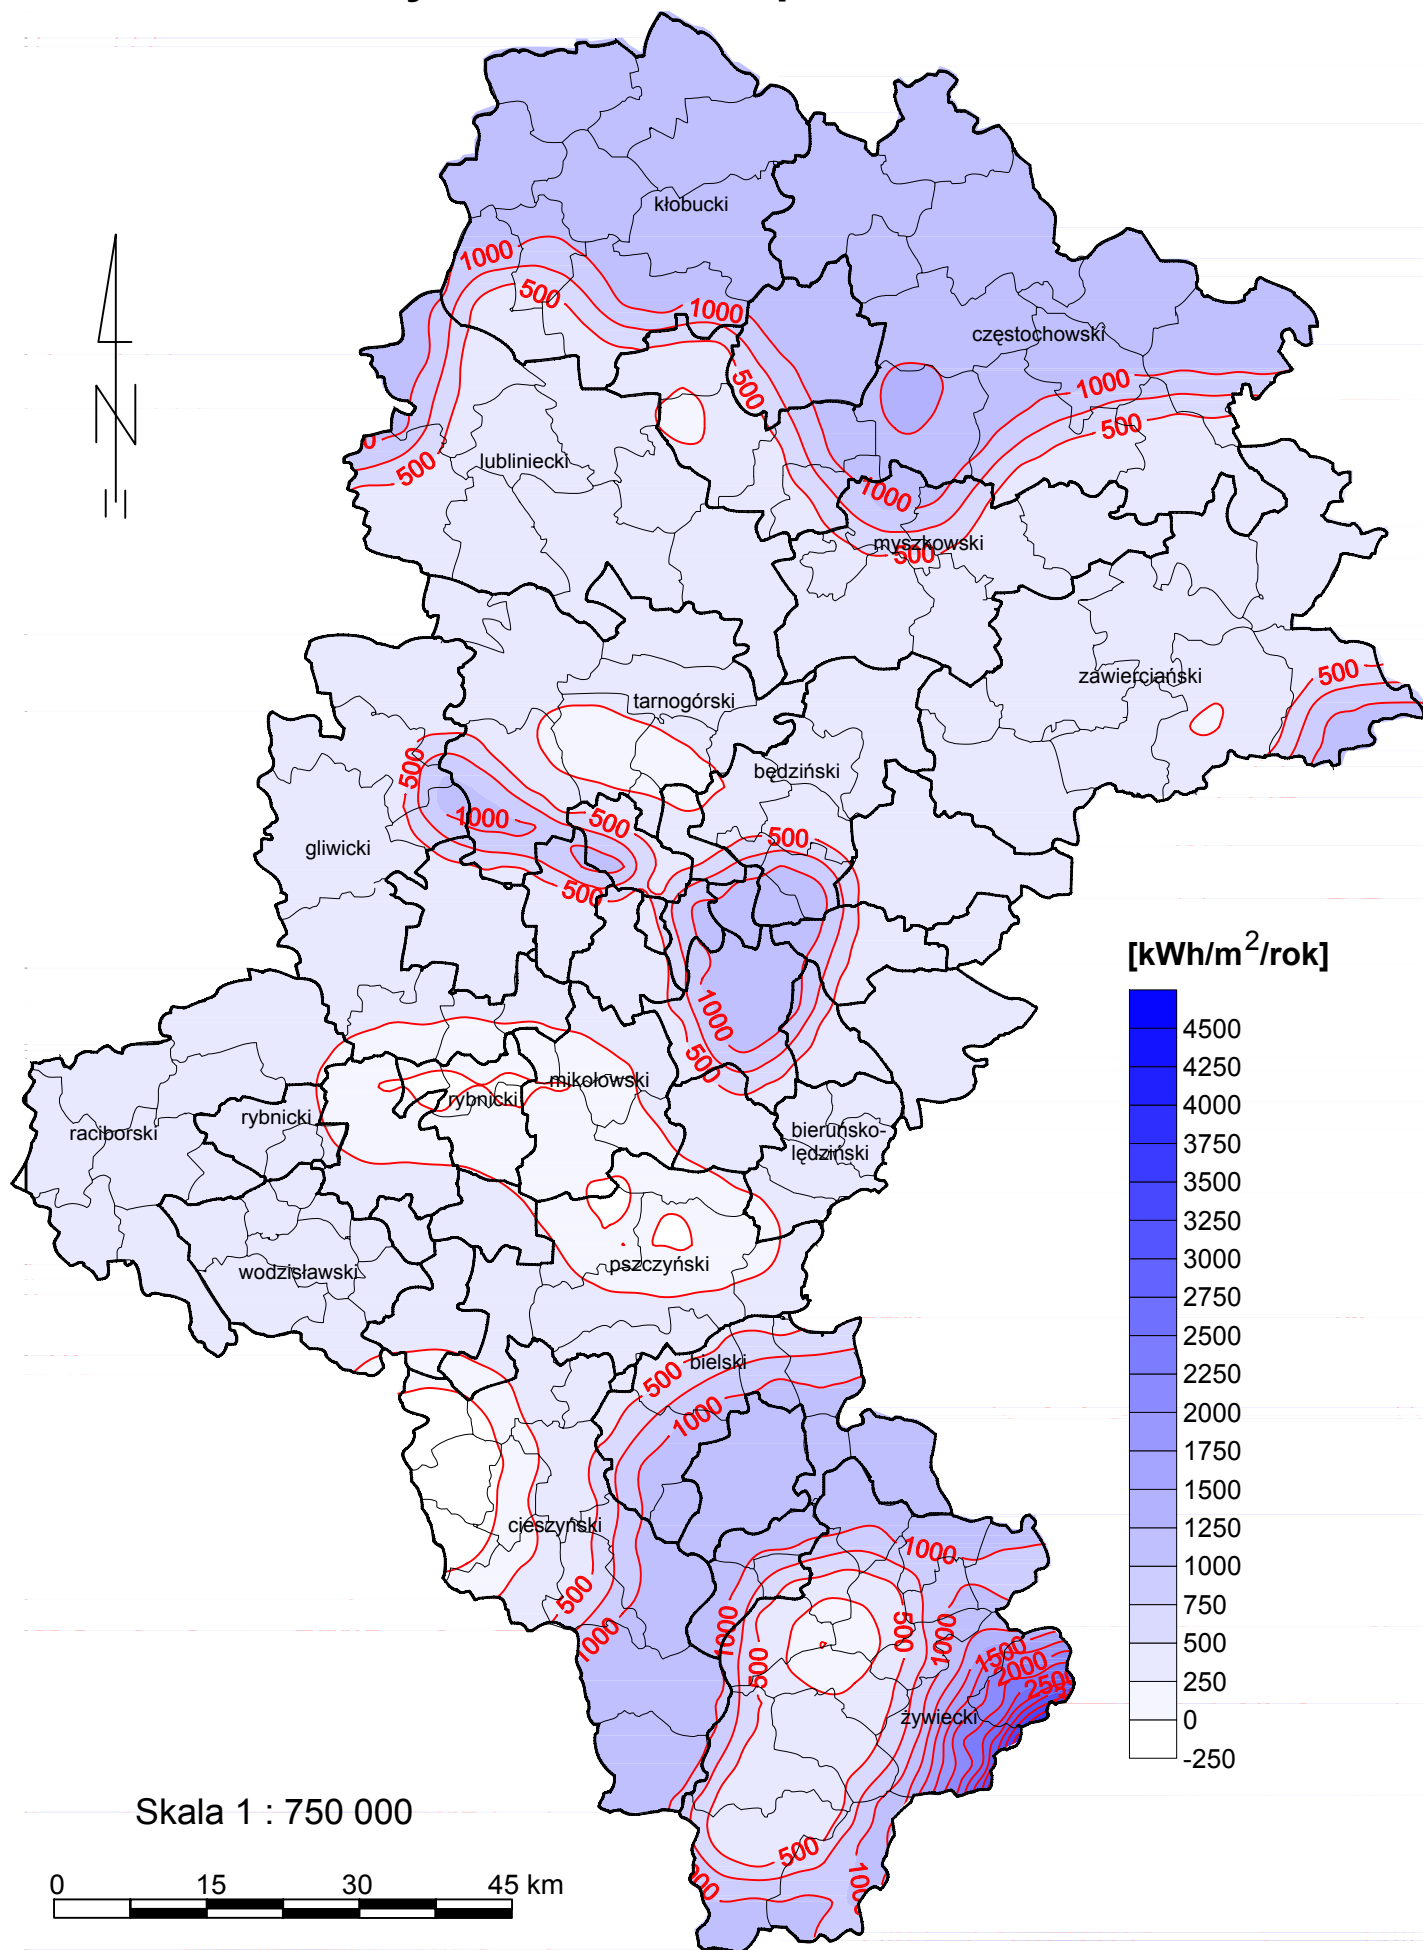 kłobucki
1000
500
1000
częstochowski
500
1000
500
500
lubliniecki
1000
myszkowski
500
zawierciański
500
tarnogórski
500
będziński
1000
500
500
gliwicki
500
[kWh/m²/rok]
1000
500
mikołowski
rybnicki
rybnicki
raciborski
bieruńsko-
lędziński
wodzisławski
pszczyński
bielski
500
1000
cieszyński
1000
500
1000
1000
500
1000
500
1500
2000
żywiecki
500
4500
4250
4000
3750
3500
3250
3000
2750
2500
2250
2000
1750
1500
1250
1000
750
500
250
0
-250
N
Skala 1 : 750 000
0 15 30 45 km